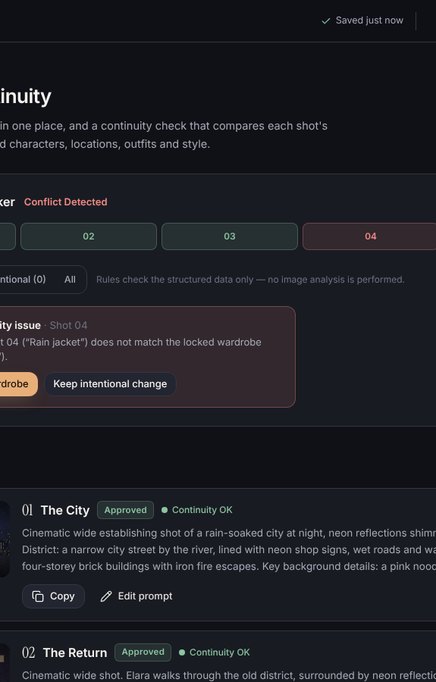 Saved just now
inuity
in one place, and a continuity check that compares each shot's
d characters, locations, outfits and style.
ker Conflict Detected
02 03 04
ntional (0) All Rules check the structured data only — no image analysis is performed.
ity issue · Shot 04
t 04 (“Rain jacket”) does not match the locked wardrobe
”).
rdrobe Keep intentional change
01 The City Approved Continuity OK
Cinematic wide establishing shot of a rain-soaked city at night, neon reflections shimm
District: a narrow city street by the river, lined with neon shop signs, wet roads and wa
four-storey brick buildings with iron fire escapes. Key background details: a pink nood
Copy Edit prompt
02 The Return Approved Continuity OK
Cinematic wide shot. Elara walks through the old district, surrounded by neon reflectio